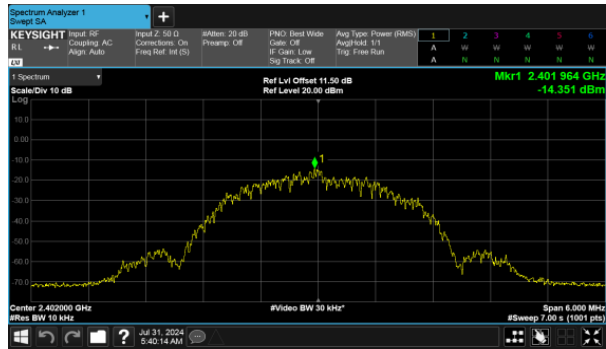 Spectrum Analyzer 1
Swept SA
+
KEYSIGHT Input: RF Input Z: 50 Ω #Atten: 20 dB PNO: Best Wide Avg Type: Power (RMS) 1 2 3 4 5 6
RL Coupling: AC Corrections: On Preamp: Off Gate: Off Avg|Hold: 1/1 A W W W W W
Align: Auto Freq Ref: Int (S) IF Gain: Low Trig: Free Run
Sig Track: Off A N N N N N
LXI
1 Spectrum Ref Lvl Offset 11.50 dB Mkr1 2.401 964 GHz
Scale/Div 10 dB Ref Level 20.00 dBm -14.351 dBm
Log
10.0
0.00
-10.0
1
-20.0
-30.0
-40.0
-50.0
-60.0
-70.0
Center 2.402000 GHz #Video BW 30 kHz* Span 6.000 MHz
#Res BW 10 kHz #Sweep 7.00 s (1001 pts)
? Jul 31, 2024
5:40:14 AM